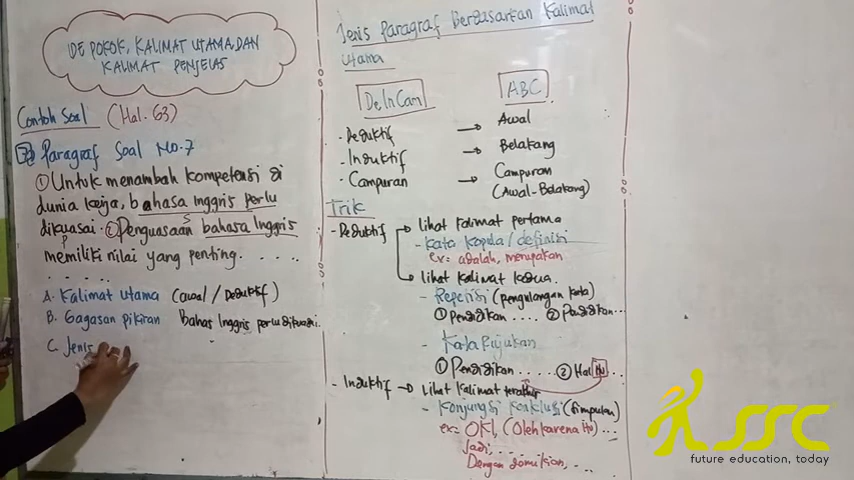 IDE POKOK, KALIMAT UTAMA, DAN
KALIMAT PENJELAS
Contoh Soal (Hal. 63)
Paragraf Soal No. 7
① Untuk menambah kompetensi di
dunia kerja, bahasa Inggris perlu
dikuasai. ② Penguasaan bahasa Inggris
S
P
memiliki nilai yang penting. . . . . .
. . . . .
A. Kalimat Utama (awal / Deduktif)
B. Gagasan pikiran Bahas Inggris perlu dikuasai.
C. Jenis
Jenis Paragraf Berdasarkan Kalimat
Utama
DeInCam
ABC
- Deduktif → Awal
- Induktif → Belakang
- Campuran → Campuran
(Awal-Belakang)
Trik
- Deduktif
lihat kalimat pertama
- Kata Kopula / definisi
ex= adalah, merupakan
lihat kalimat kedua.
- Repetisi (pengulangan kata)
① Pendidikan . . . . ② Pendidikan...
- Kata Rujukan
① Pendidikan . . . . . ② Hal itu ...
- Induktif → lihat kalimat terakhir
- Konjungsi Konklusi (Simpulan)
ex= OKI, (Oleh karena itu) ...
Jadi, . . .
Dengan demikian, . . .
SSC
future education, today